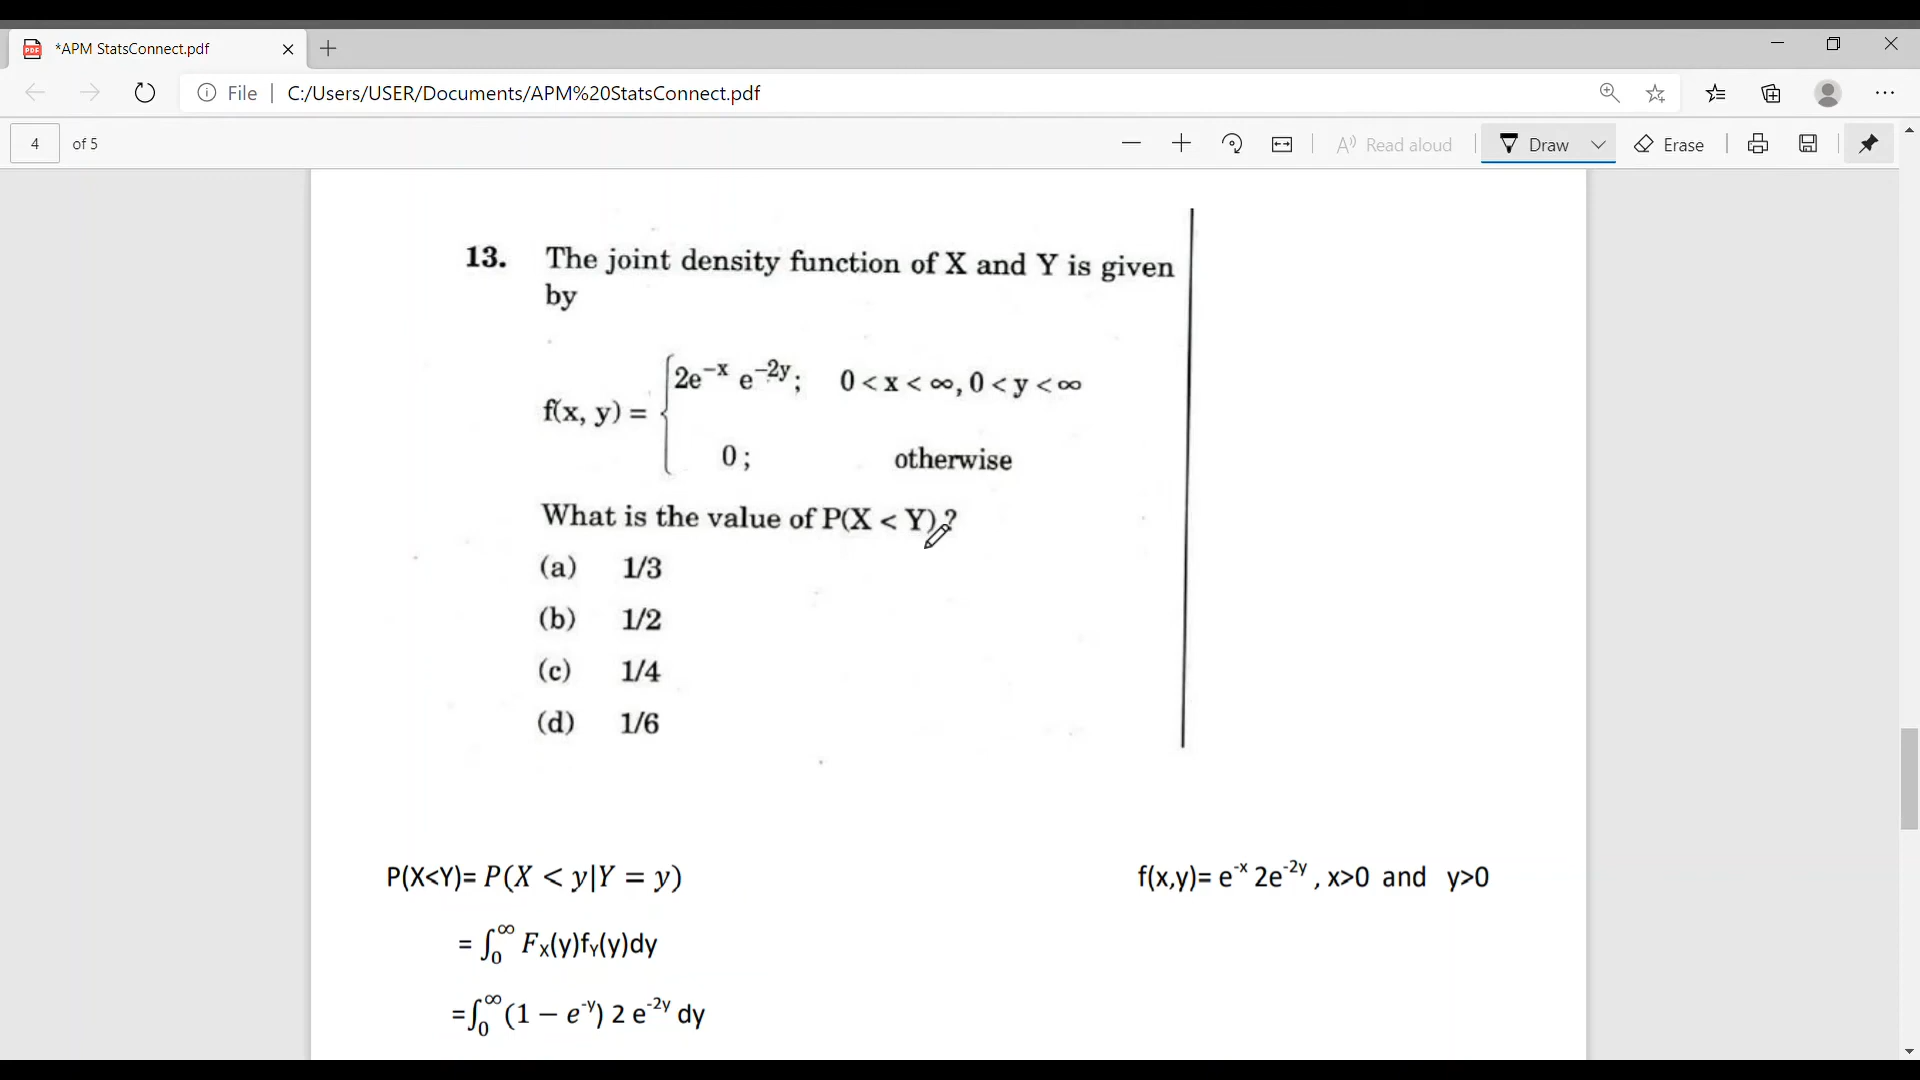 *APM StatsConnect.pdf
File | C:/Users/USER/Documents/APM%20StatsConnect.pdf
4 of 5 Read aloud Draw Erase
13. The joint density function of X and Y is given
by
f(x, y) = { 2e^{-x} e^{-2y}; 0 < x < ∞, 0 < y < ∞
0; otherwise
What is the value of P(X < Y)?
(a) 1/3
(b) 1/2
(c) 1/4
(d) 1/6
P(X<Y)= P(X < y|Y = y) f(x,y)= e^{-x} 2e^{-2y} , x>0 and y>0
= ∫_0^∞ F_X(y)f_Y(y)dy
=∫_0^∞ (1 − e^{-y}) 2 e^{-2y} dy